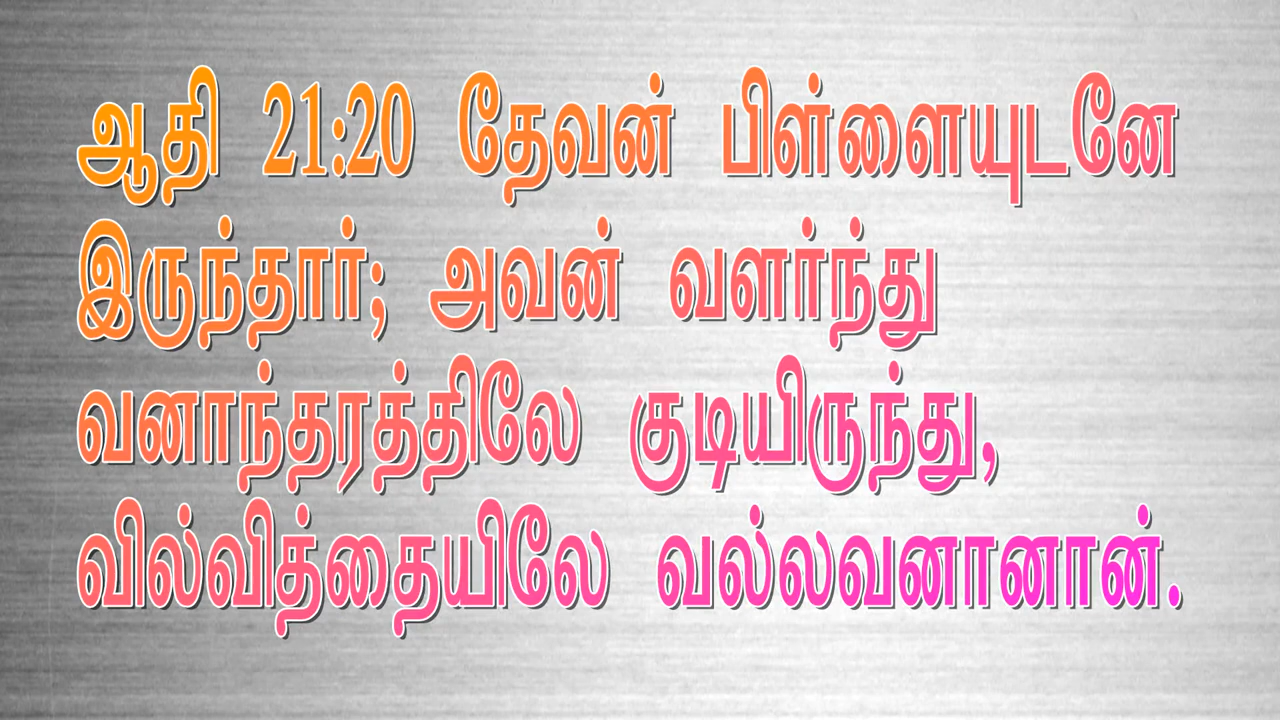 ஆதி 21:20 தேவன் பிள்ளையுடனே
இருந்தார்; அவன் வளர்ந்து
வனாந்தரத்திலே குடியிருந்து,
வில்வித்தையிலே வல்லவனானான்.